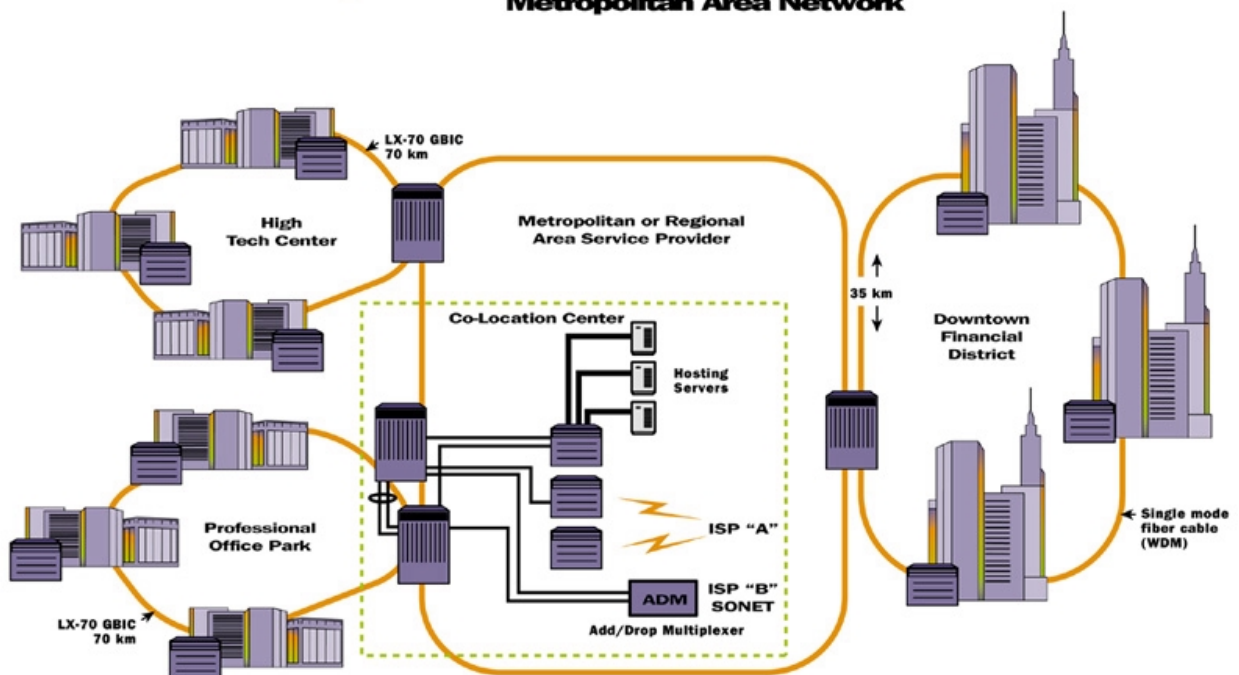 Metropolitan Area Network
LX-70 GBIC
70 km
High
Tech Center
Metropolitan or Regional
Area Service Provider
35 km
Downtown
Financial
District
Co-Location Center
Hosting
Servers
Professional
Office Park
ISP “A”
Single mode
fiber cable
(WDM)
ISP “B”
SONET
ADM
Add/Drop Multiplexer
LX-70 GBIC
70 km